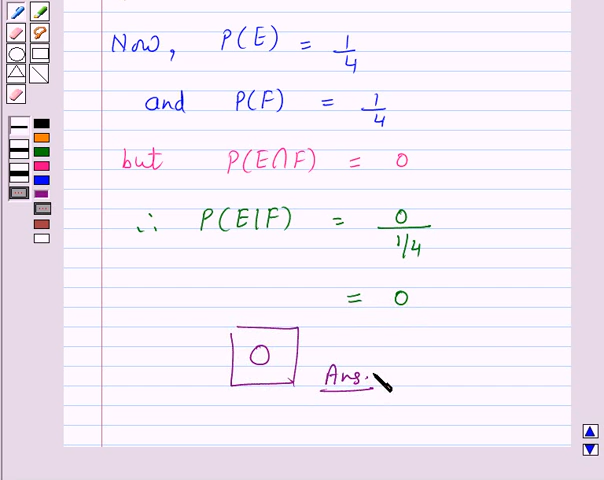 Now, P(E) = 1/4
and P(F) = 1/4
but P(E∩F) = 0
∴ P(E|F) = 0/(1/4)
= 0
0 Ans.